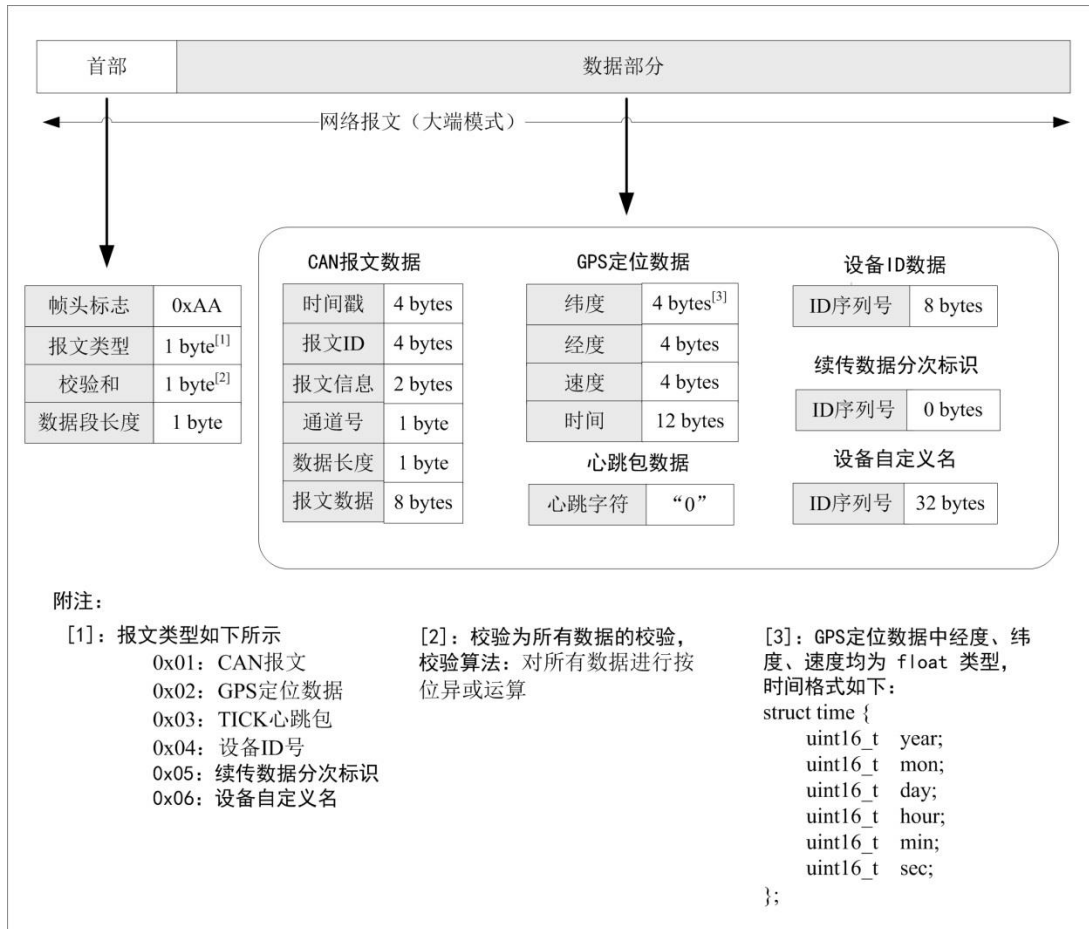 首部 数据部分
网络报文（大端模式）
帧头标志 0xAA
报文类型 1 byte[1]
校验和 1 byte[2]
数据段长度 1 byte
CAN报文数据
时间戳 4 bytes
报文ID 4 bytes
报文信息 2 bytes
通道号 1 byte
数据长度 1 byte
报文数据 8 bytes
GPS定位数据
纬度 4 bytes[3]
经度 4 bytes
速度 4 bytes
时间 12 bytes
心跳包数据
心跳字符 “0”
设备ID数据
ID序列号 8 bytes
续传数据分次标识
ID序列号 0 bytes
设备自定义名
ID序列号 32 bytes
附注：
[1]：报文类型如下所示
0x01：CAN报文
0x02：GPS定位数据
0x03：TICK心跳包
0x04：设备ID号
0x05：续传数据分次标识
0x06：设备自定义名
[2]：校验为所有数据的校验，
校验算法：对所有数据进行按
位异或运算
[3]：GPS定位数据中经度、纬
度、速度均为 float 类型，
时间格式如下：
struct time {
uint16_t year;
uint16_t mon;
uint16_t day;
uint16_t hour;
uint16_t min;
uint16_t sec;
};